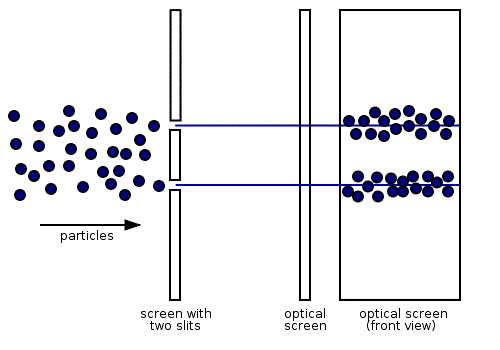 particles
screen with
two slits
optical
screen
optical screen
(front view)